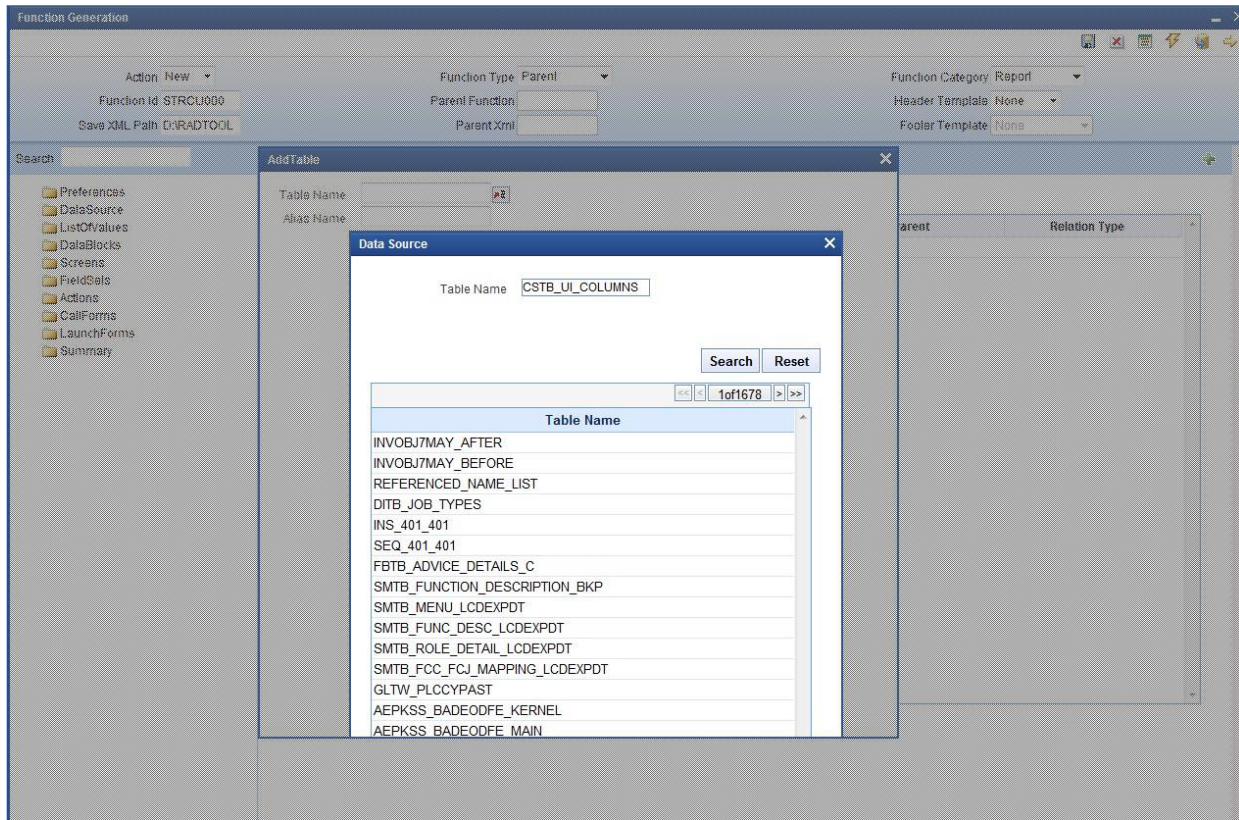 Function Generation
Action New
Function Type Parent
Function Category Report
Function Id STRCU000
Parent Function
Header Template None
Save XML Path D:\RADTOOL
Parent Xml
Footer Template None
Search
AddTable
Preferences
DataSource
ListOfValues
DataBlocks
Screens
FieldSets
Actions
CallForms
LaunchForms
Summary
Table Name
Alias Name
arent
Relation Type
Data Source
Table Name CSTB_UI_COLUMNS
Search Reset
<< < 1of1678 > >>
Table Name
INVOBJ7MAY_AFTER
INVOBJ7MAY_BEFORE
REFERENCED_NAME_LIST
DITB_JOB_TYPES
INS_401_401
SEQ_401_401
FBTB_ADVICE_DETAILS_C
SMTB_FUNCTION_DESCRIPTION_BKP
SMTB_MENU_LCDEXPDT
SMTB_FUNC_DESC_LCDEXPDT
SMTB_ROLE_DETAIL_LCDEXPDT
SMTB_FCC_FCJ_MAPPING_LCDEXPDT
GLTW_PLCCYPAST
AEPKSS_BADEODFE_KERNEL
AEPKSS_BADEODFE_MAIN